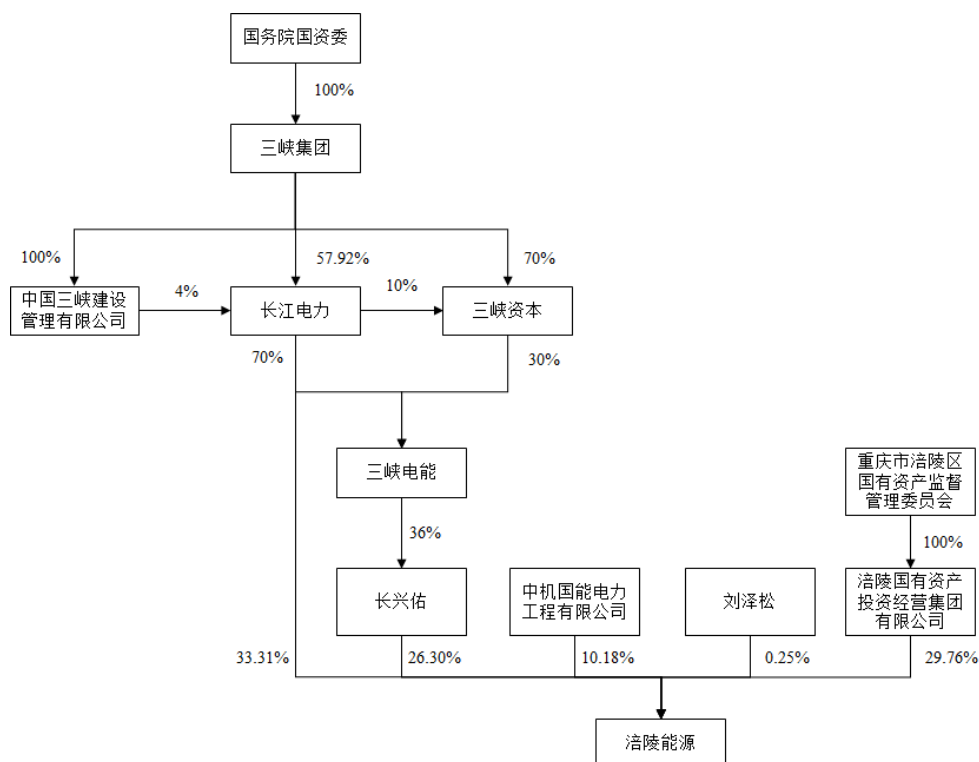 国务院国资委
100%
三峡集团
100%
57.92%
70%
中国三峡建设
管理有限公司
4%
长江电力
10%
三峡资本
70%
30%
三峡电能
重庆市涪陵区
国有资产监督
管理委员会
36%
100%
长兴佑
中机国能电力
工程有限公司
刘泽松
涪陵国有资产
投资经营集团
有限公司
33.31%
26.30%
10.18%
0.25%
29.76%
涪陵能源